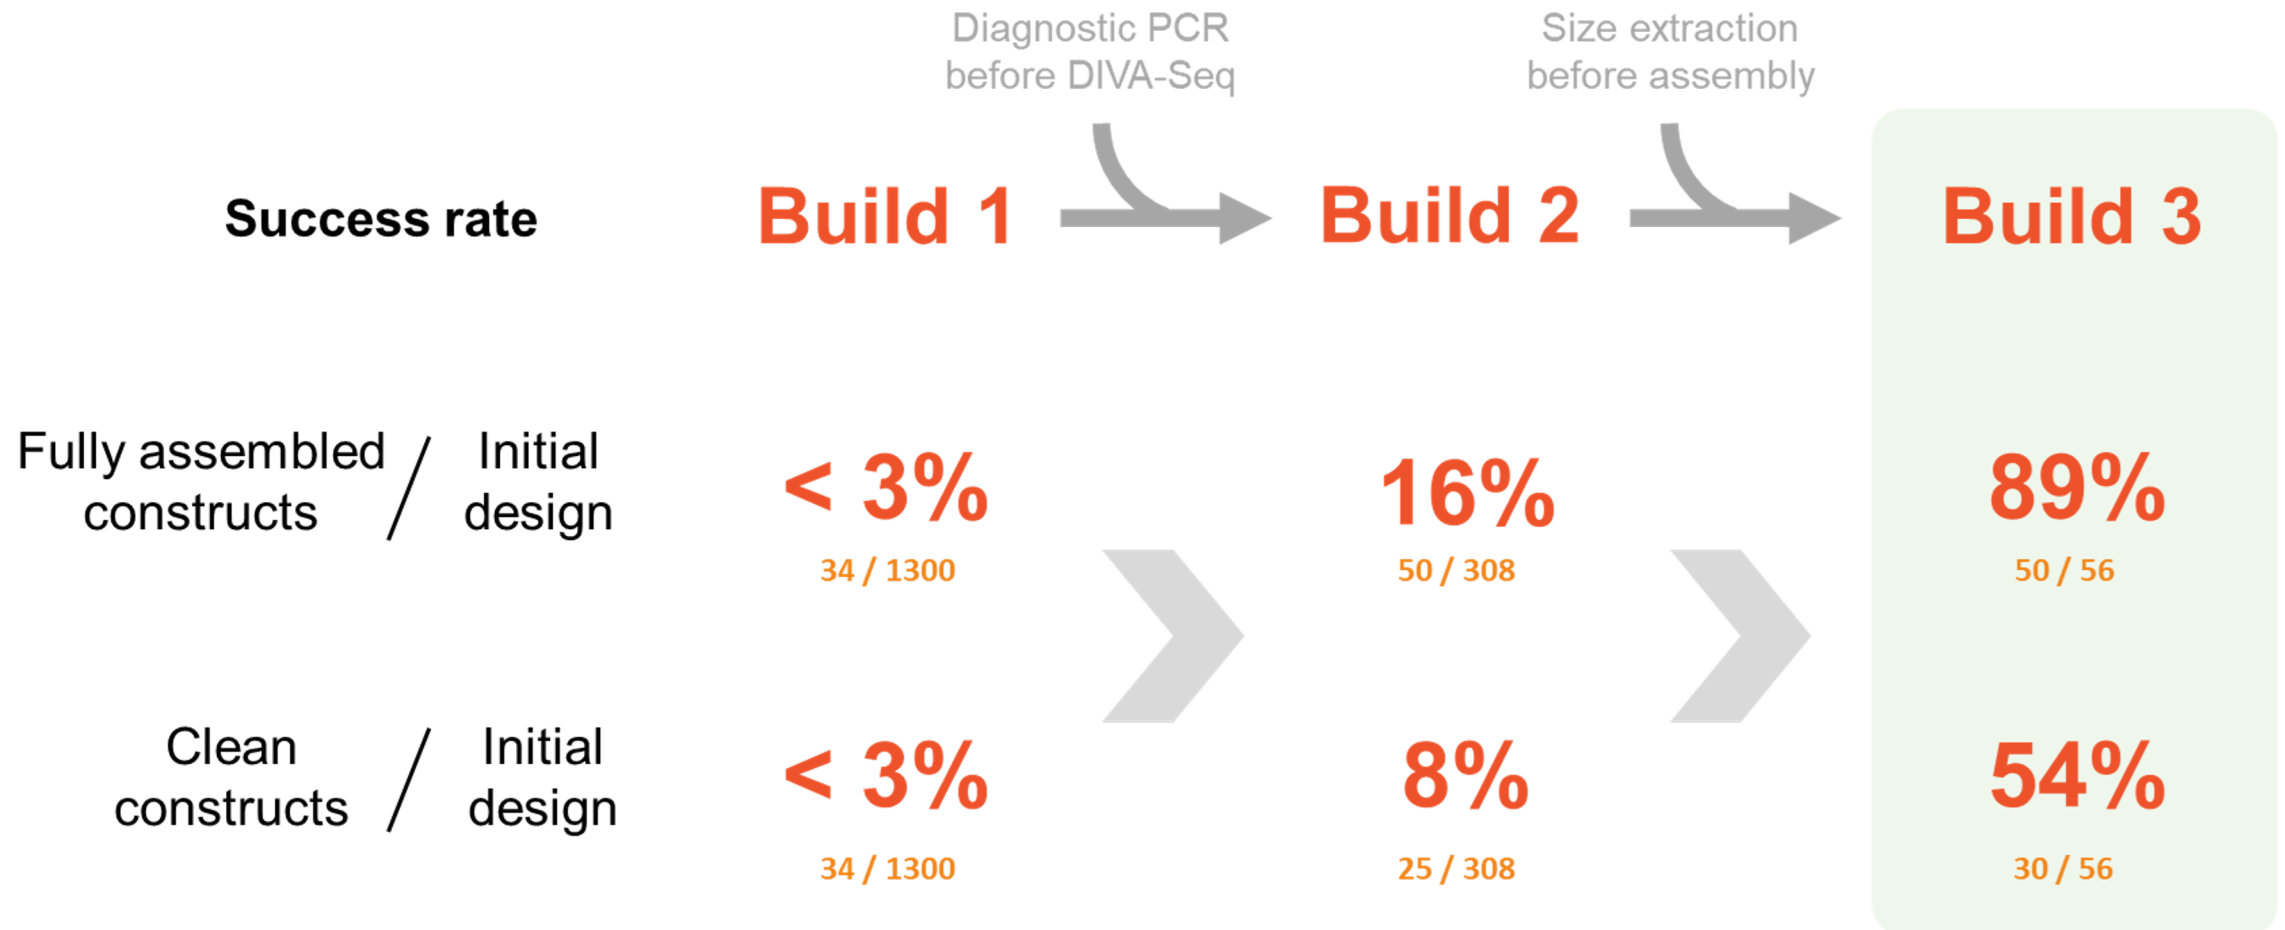 Diagnostic PCR
before DIVA-Seq
Size extraction
before assembly
Success rate
Build 1
Build 2
Build 3
Fully assembled
constructs
/
Initial
design
< 3%
16%
89%
34 / 1300
50 / 308
50 / 56
Clean
constructs
/
Initial
design
< 3%
8%
54%
34 / 1300
25 / 308
30 / 56